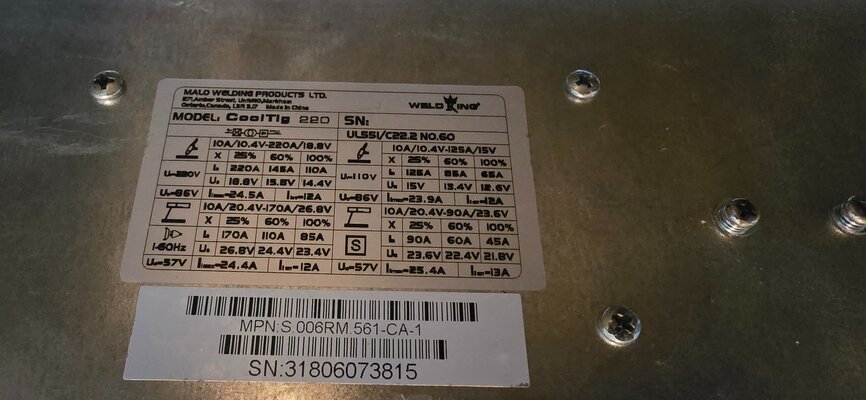 MALO WELDING PRODUCTS LTD.
Ontario,Canada, L3R 3J7 Made in China
WELD KING®
MODEL: CoolTig 220 SN:
UL551/C22.2 NO.60
10A/10.4V-220A/18.8V 10A/10.4V-125A/15V
X 25% 60% 100% X 25% 60% 100%
I₂ 220A 145A 110A I₂ 125A 85A 65A
U₁=220V U₁=110V
U₂ 18.8V 15.8V 14.4V U₂ 15V 13.4V 12.6V
U₀=86V I₁max=24.5A I₁eff=12A U₀=86V I₁max=23.9A I₁eff=12A
10A/20.4V-170A/26.8V 10A/20.4V-90A/23.6V
X 25% 60% 100% X 25% 60% 100%
I₂ 170A 110A 85A I₂ 90A 60A 45A
1~60Hz S
U₂ 26.8V 24.4V 23.4V U₂ 23.6V 22.4V 21.8V
U₀=57V I₁max=24.4A I₁eff=12A U₀=57V I₁max=25.4A I₁eff=13A
MPN:S.006RM.561-CA-1
SN:31806073815